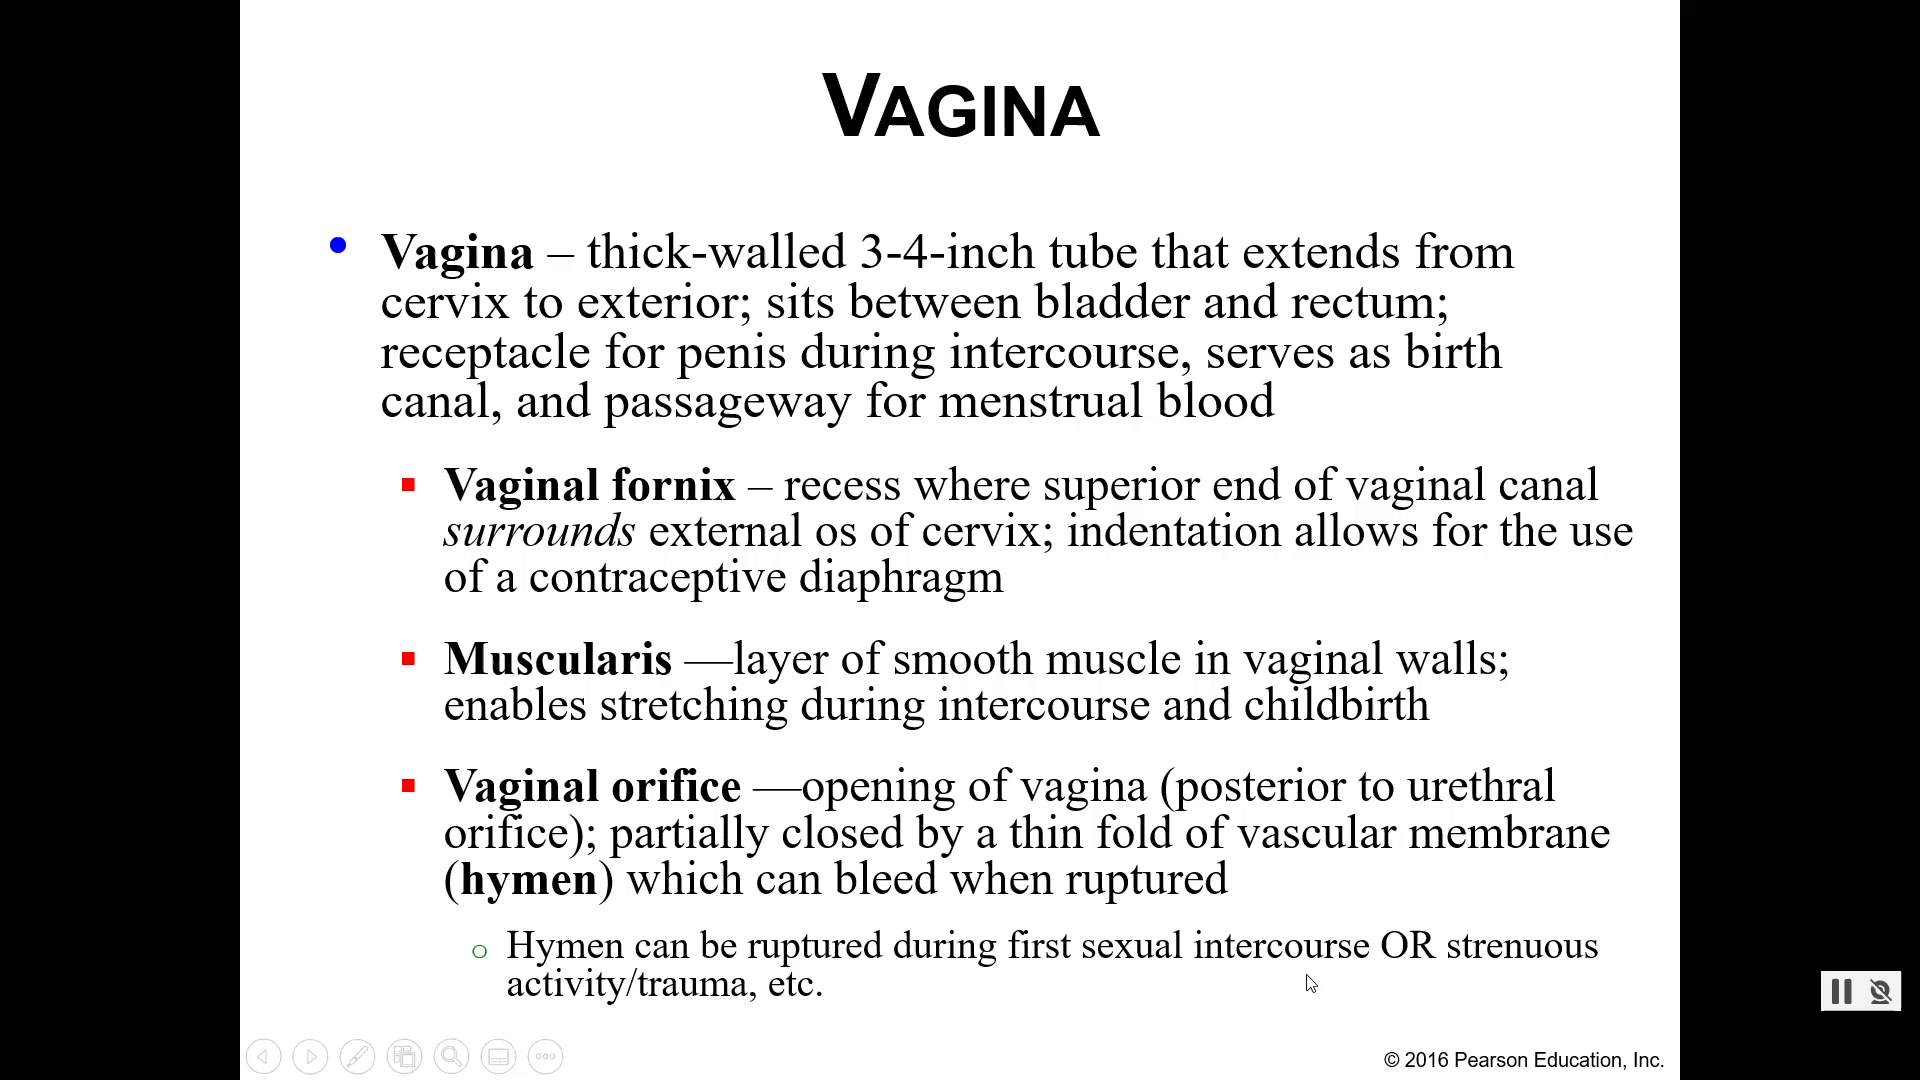 VAGINA
• Vagina – thick-walled 3-4-inch tube that extends from
cervix to exterior; sits between bladder and rectum;
receptacle for penis during intercourse, serves as birth
canal, and passageway for menstrual blood
▪ Vaginal fornix – recess where superior end of vaginal canal
surrounds external os of cervix; indentation allows for the use
of a contraceptive diaphragm
▪ Muscularis —layer of smooth muscle in vaginal walls;
enables stretching during intercourse and childbirth
▪ Vaginal orifice —opening of vagina (posterior to urethral
orifice); partially closed by a thin fold of vascular membrane
(hymen) which can bleed when ruptured
o Hymen can be ruptured during first sexual intercourse OR strenuous
activity/trauma, etc.
© 2016 Pearson Education, Inc.